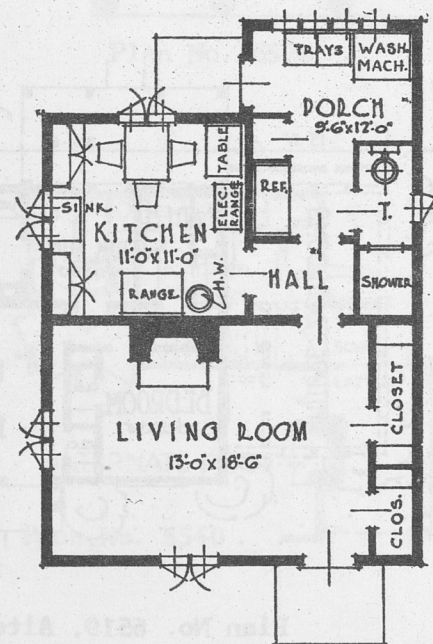 TRAYS
WASH
MACH.
PORCH
9'-6"x12'-0"
TABLE
ELEC.
RANGE
REF.
T.
SINK
KITCHEN
11'-0"x11'-0"
H.W.
HALL
SHOWER
RANGE
LIVING ROOM
13'-0"x18'-6"
CLOSET
CLOS.